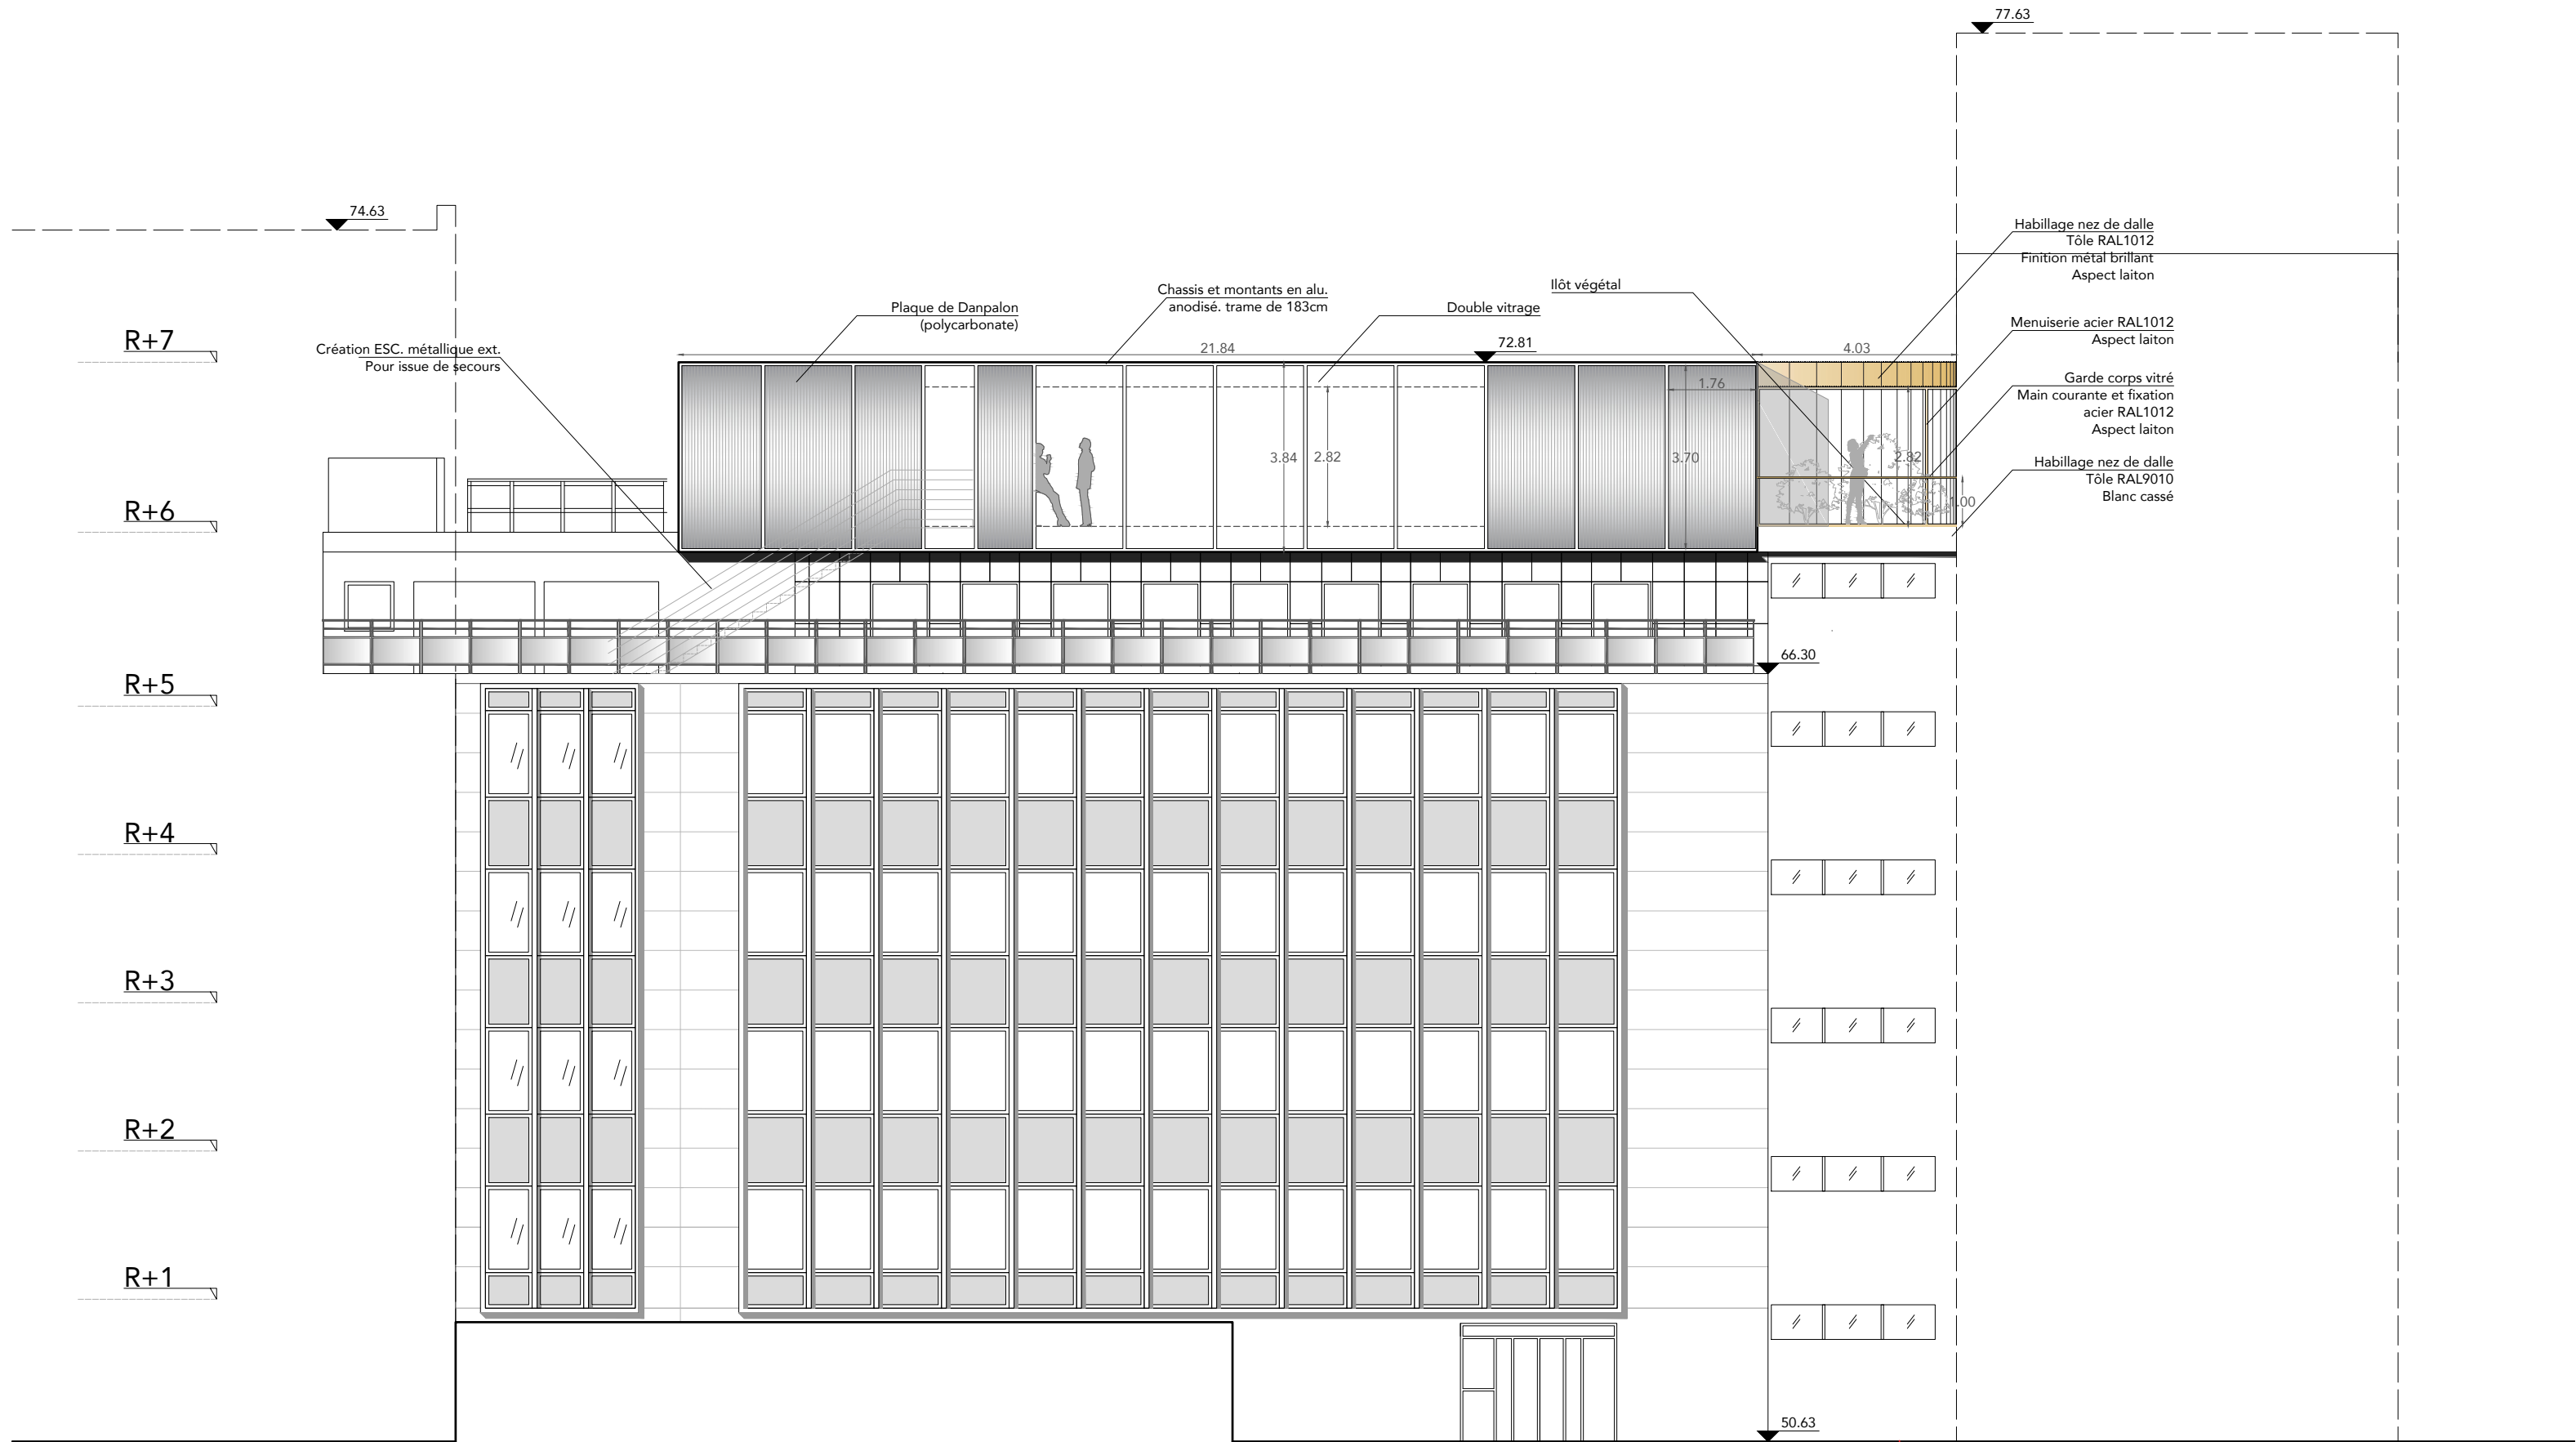 77.63
74.63
Habillage nez de dalle
Tôle RAL1012
Finition métal brillant
Aspect laiton
Ilôt végétal
Chassis et montants en alu.
anodisé. trame de 183cm
Plaque de Danpalon
(polycarbonate)
Double vitrage
Menuiserie acier RAL1012
Aspect laiton
R+7
Création ESC. métallique ext.
Pour issue de secours
21.84
72.81
4.03
Garde corps vitré
Main courante et fixation
acier RAL1012
Aspect laiton
1.76
3.84
2.82
3.70
2.82
Habillage nez de dalle
Tôle RAL9010
Blanc cassé
1.00
R+6
66.30
R+5
R+4
R+3
R+2
R+1
50.63